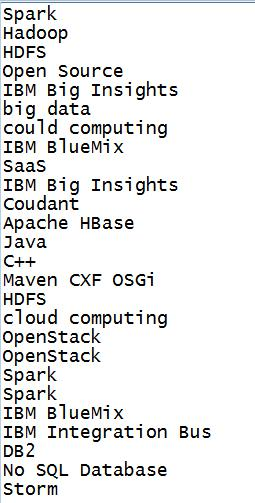 Spark
Hadoop
HDFS
Open Source
IBM Big Insights
big data
could computing
IBM BlueMix
SaaS
IBM Big Insights
Coudant
Apache HBase
Java
C++
Maven CXF OSGi
HDFS
cloud computing
OpenStack
OpenStack
Spark
Spark
IBM BlueMix
IBM Integration Bus
DB2
No SQL Database
Storm